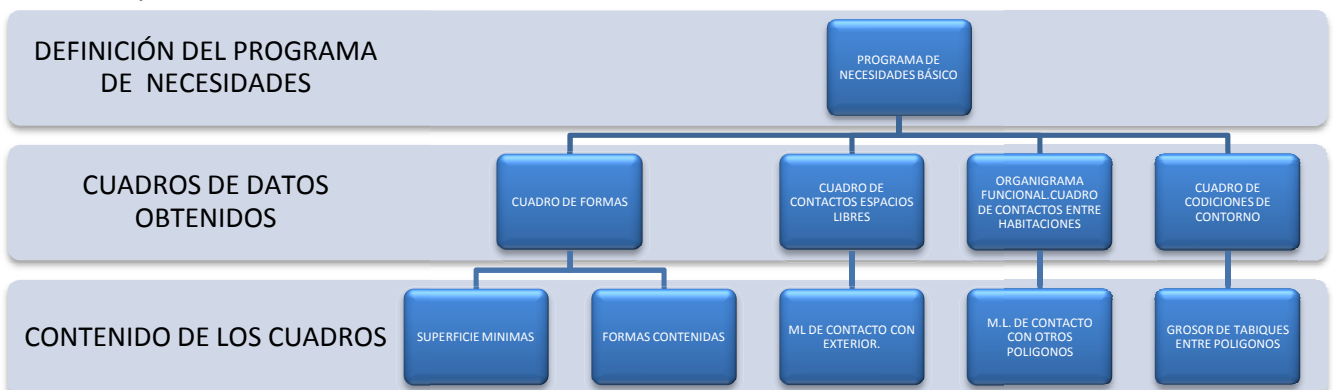 DEFINICIÓN DEL PROGRAMA
DE NECESIDADES
PROGRAMA DE
NECESIDADES BÁSICO
CUADROS DE DATOS
OBTENIDOS
CUADRO DE FORMAS
CUADRO DE
CONTACTOS ESPACIOS
LIBRES
ORGANIGRAMA
FUNCIONAL.CUADRO
DE CONTACTOS ENTRE
HABITACIONES
CUADRO DE
CODICIONES DE
CONTORNO
CONTENIDO DE LOS CUADROS
SUPERFICIE MINIMAS
FORMAS CONTENIDAS
ML DE CONTACTO CON
EXTERIOR.
M.L. DE CONTACTO
CON OTROS
POLIGONOS
GROSOR DE TABIQUES
ENTRE POLIGONOS